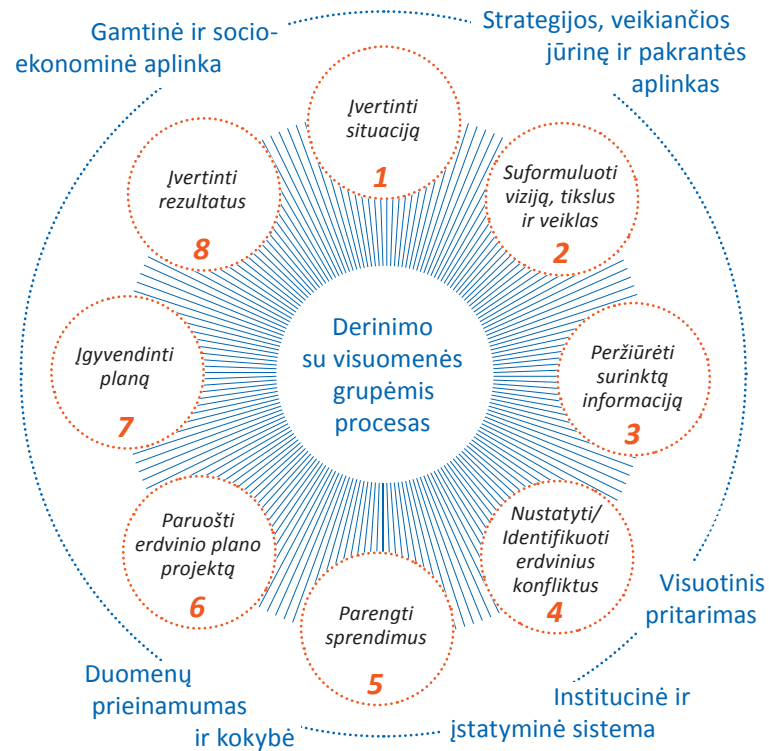 Gamtinė ir socio-
ekonominė aplinka
Strategijos, veikiančios
jūrinę ir pakrantės
aplinkas
Įvertinti
situaciją
1
Suformuluoti
viziją, tikslus
ir veiklas
2
Peržiūrėti
surinktą
informaciją
3
Nustatyti/
Identifikuoti
erdvinius
konfliktus
4
Parengti
sprendimus
5
Paruošti
erdvinio plano
projektą
6
Įgyvendinti
planą
7
Įvertinti
rezultatus
8
Derinimo
su visuomenės
grupėmis
procesas
Visuotinis
pritarimas
Institucinė ir
įstatyminė sistema
Duomenų
prieinamumas
ir kokybė